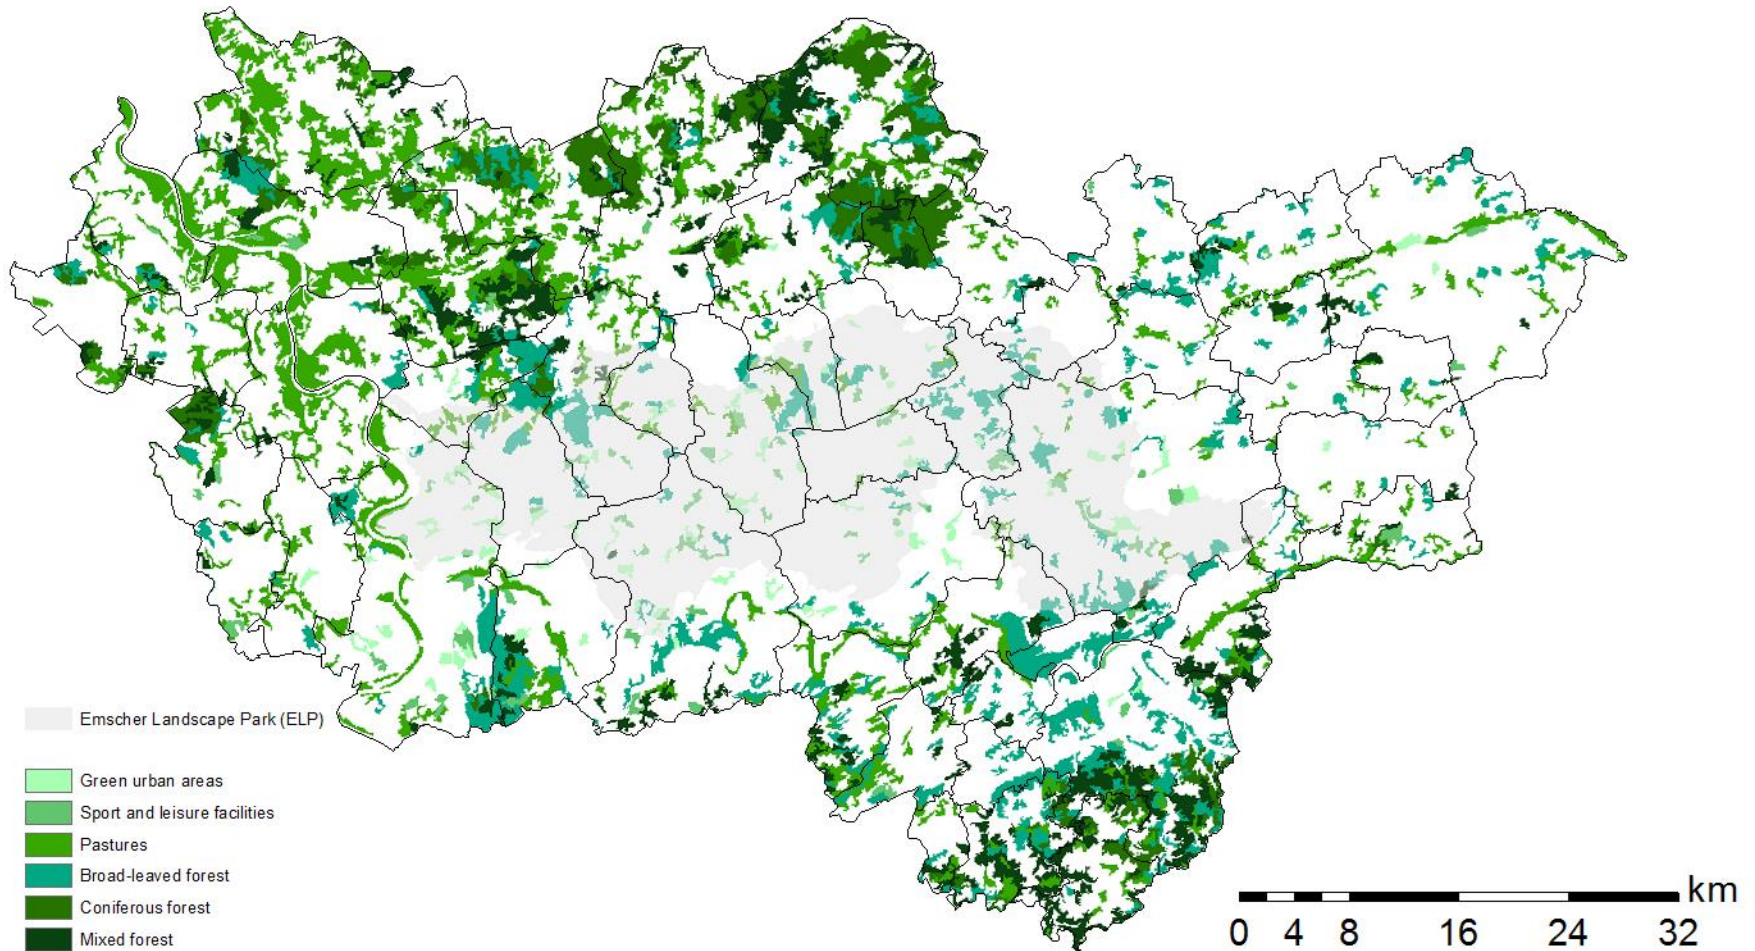 Emscher Landscape Park (ELP)
Green urban areas
Sport and leisure facilities
Pastures
Broad-leaved forest
Coniferous forest
Mixed forest
km
0 4 8 16 24 32